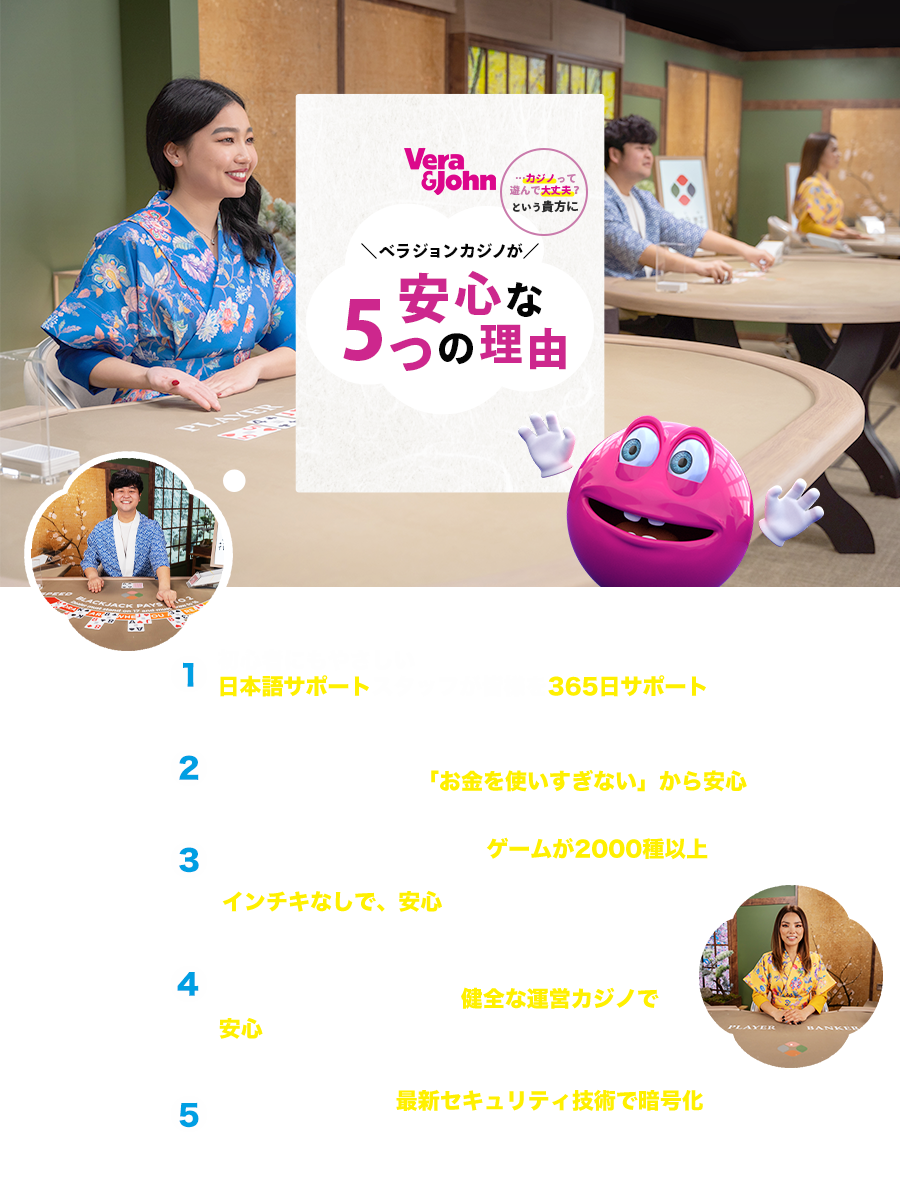 Vera
&John
…カジノって
遊んで大丈夫？
という貴方に
＼ベラジョンカジノが／
安心な
5つの理由
PLAYER
BLACKJACK PAYS
1
日本語サポート
365日サポート
2
「お金を使いすぎない」から安心
3
ゲームが2000種以上
インチキなしで、安心
4
健全な運営カジノで
安心
PLAYER BANKER
5
最新セキュリティ技術で暗号化